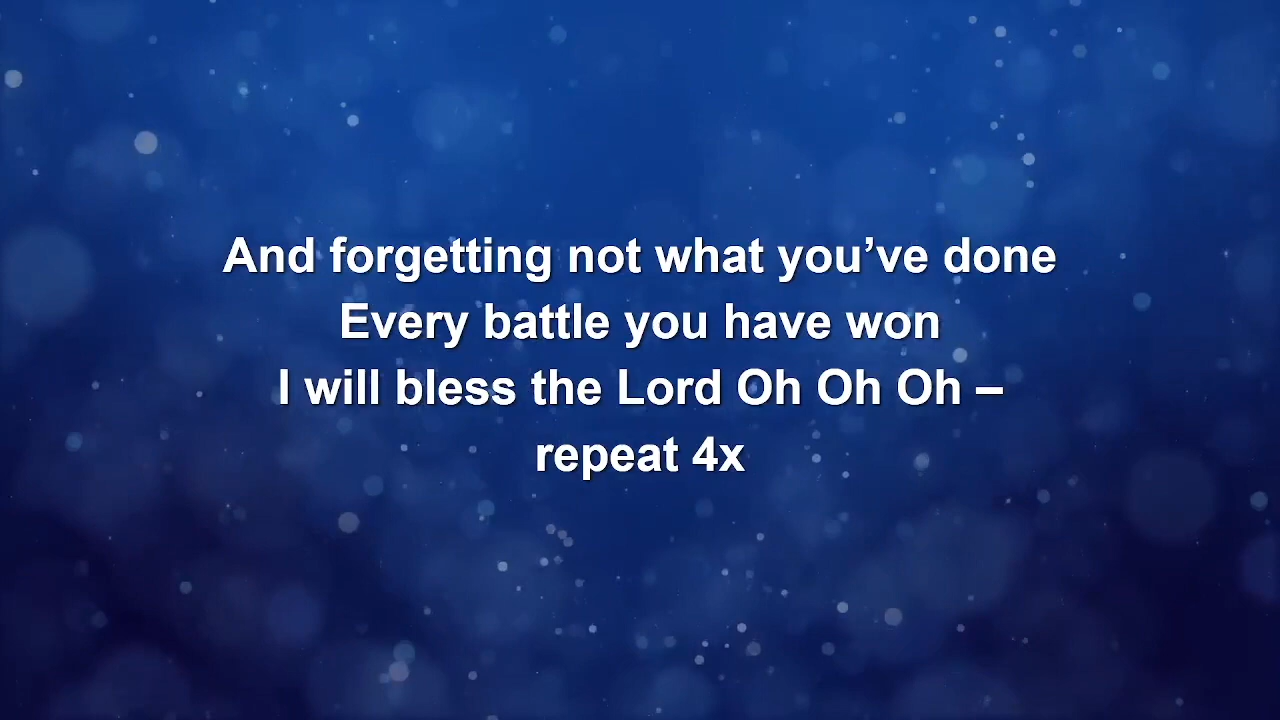 And forgetting not what you’ve done
Every battle you have won
I will bless the Lord Oh Oh Oh –
repeat 4x